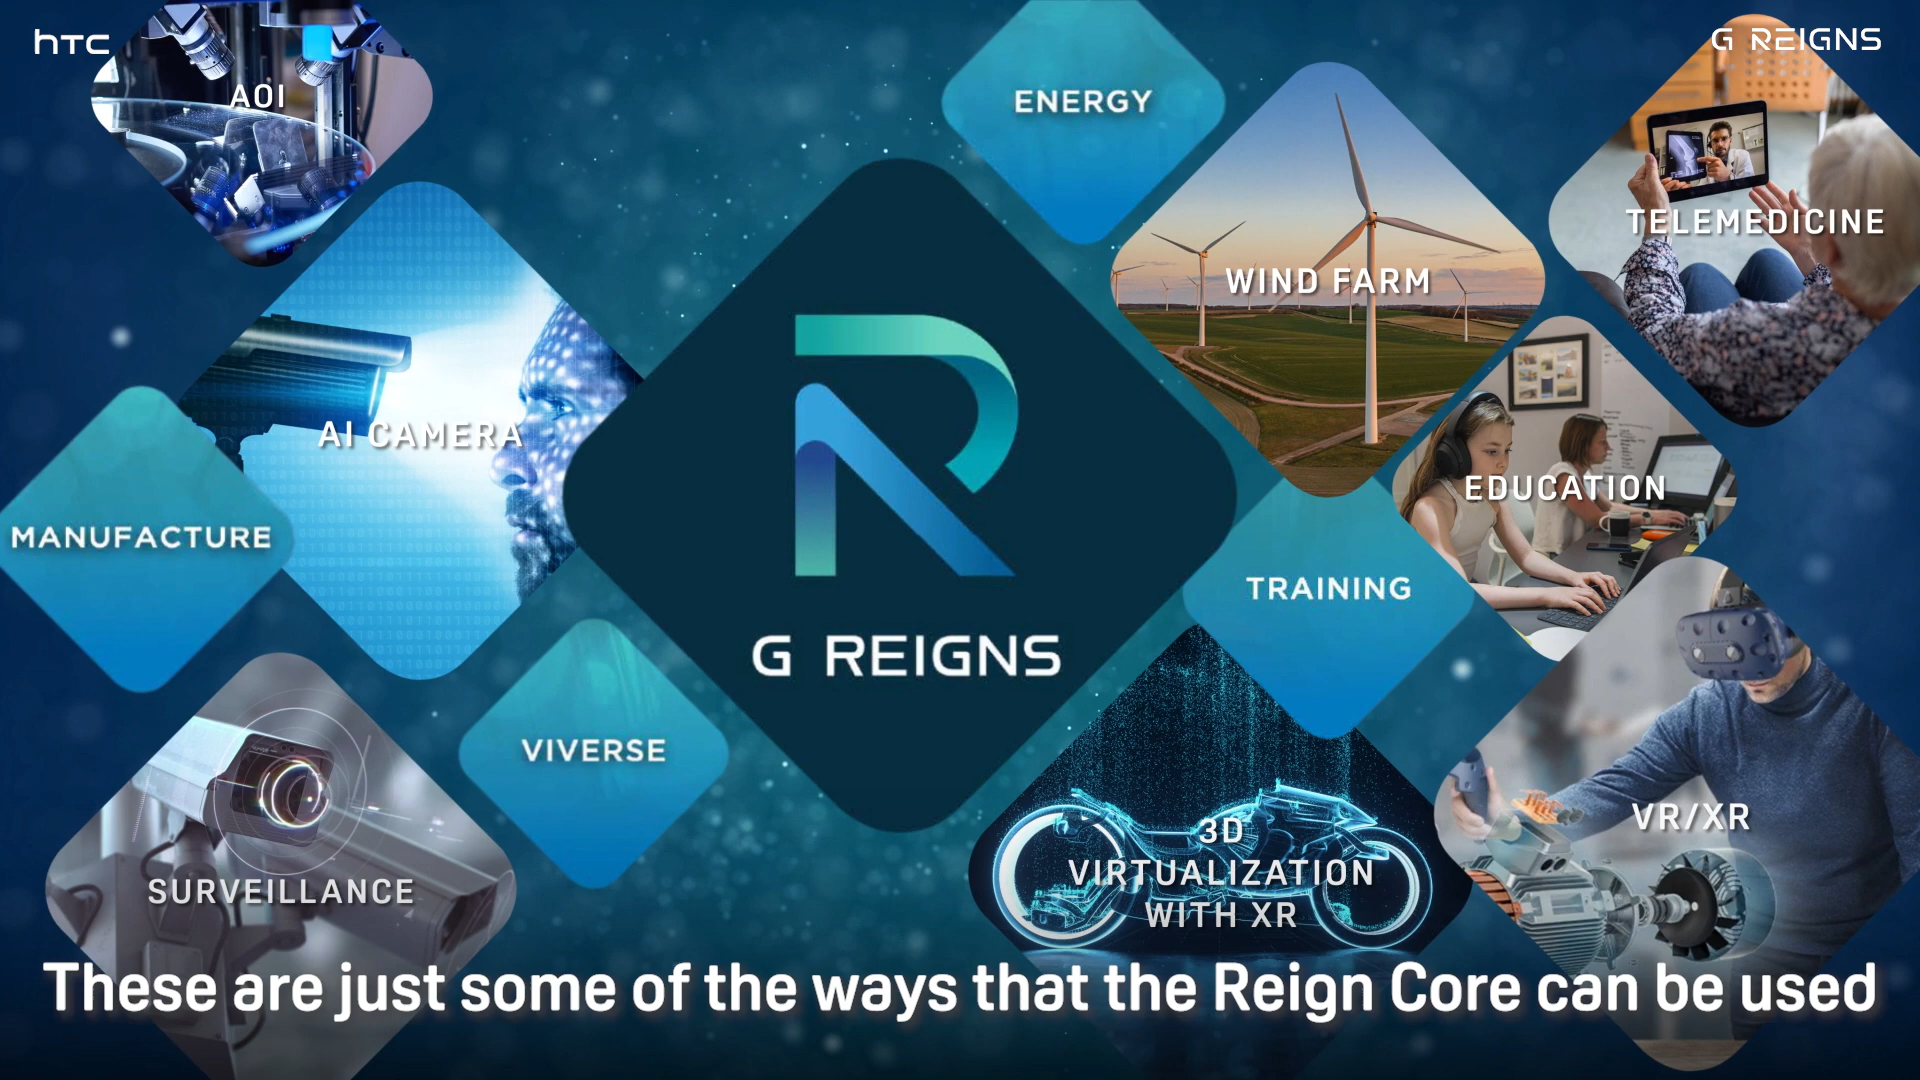 hTC
G REIGNS
AOI
ENERGY
TELEMEDICINE
WIND FARM
AI CAMERA
EDUCATION
MANUFACTURE
TRAINING
G REIGNS
VIVERSE
VR/XR
3D
VIRTUALIZATION
WITH XR
SURVEILLANCE
These are just some of the ways that the Reign Core can be used